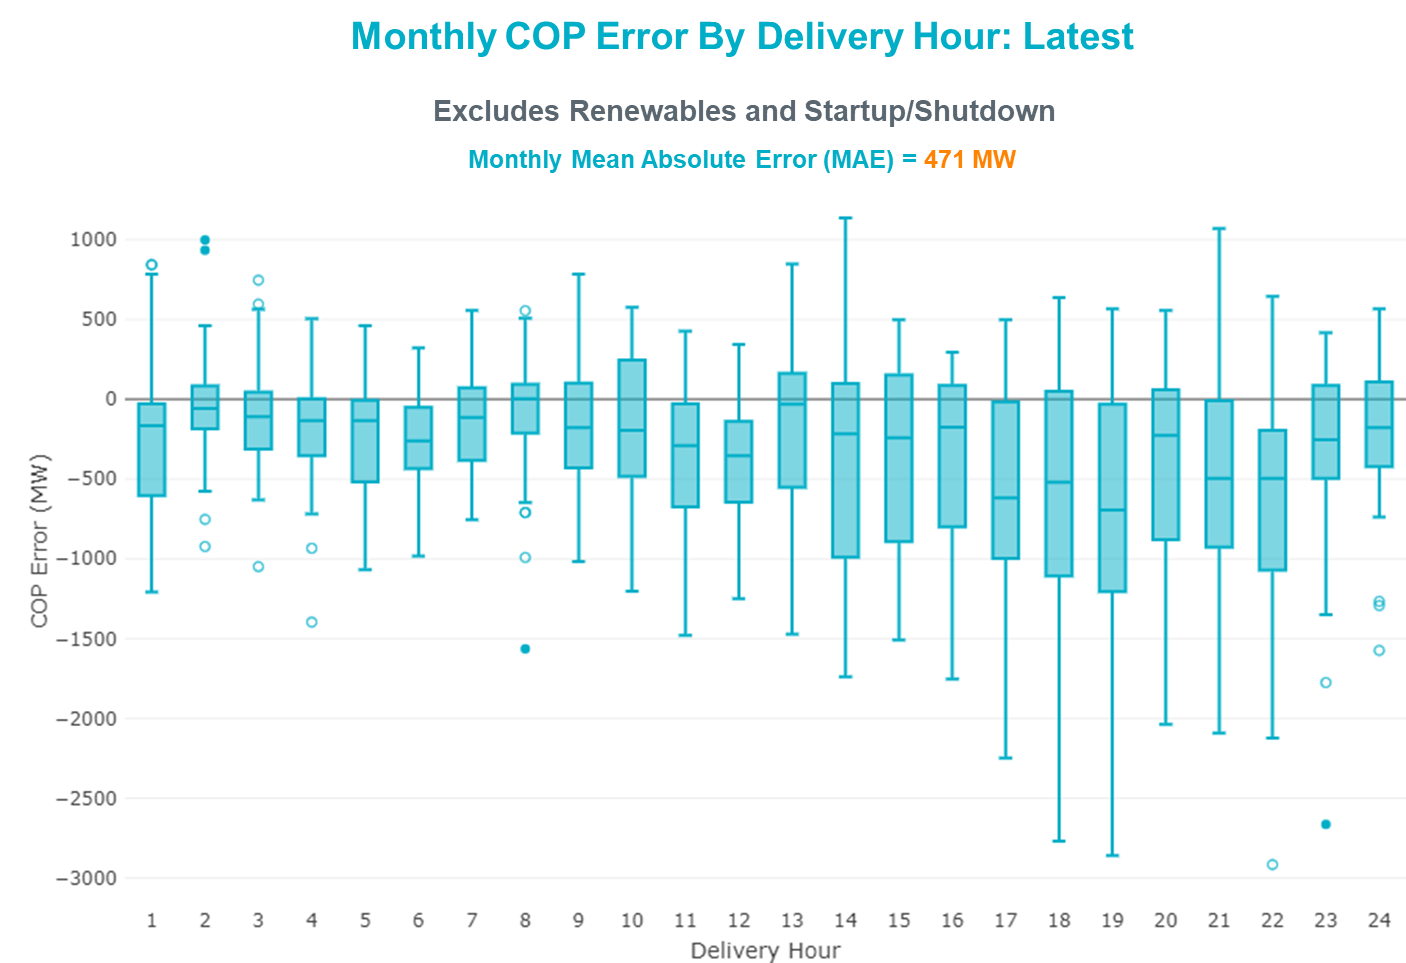 Monthly COP Error By Delivery Hour: Latest
Excludes Renewables and Startup/Shutdown
Monthly Mean Absolute Error (MAE) = 471 MW
1000
500
0
−500
−1000
−1500
−2000
−2500
−3000
COP Error (MW)
1 2 3 4 5 6 7 8 9 10 11 12 13 14 15 16 17 18 19 20 21 22 23 24
Delivery Hour